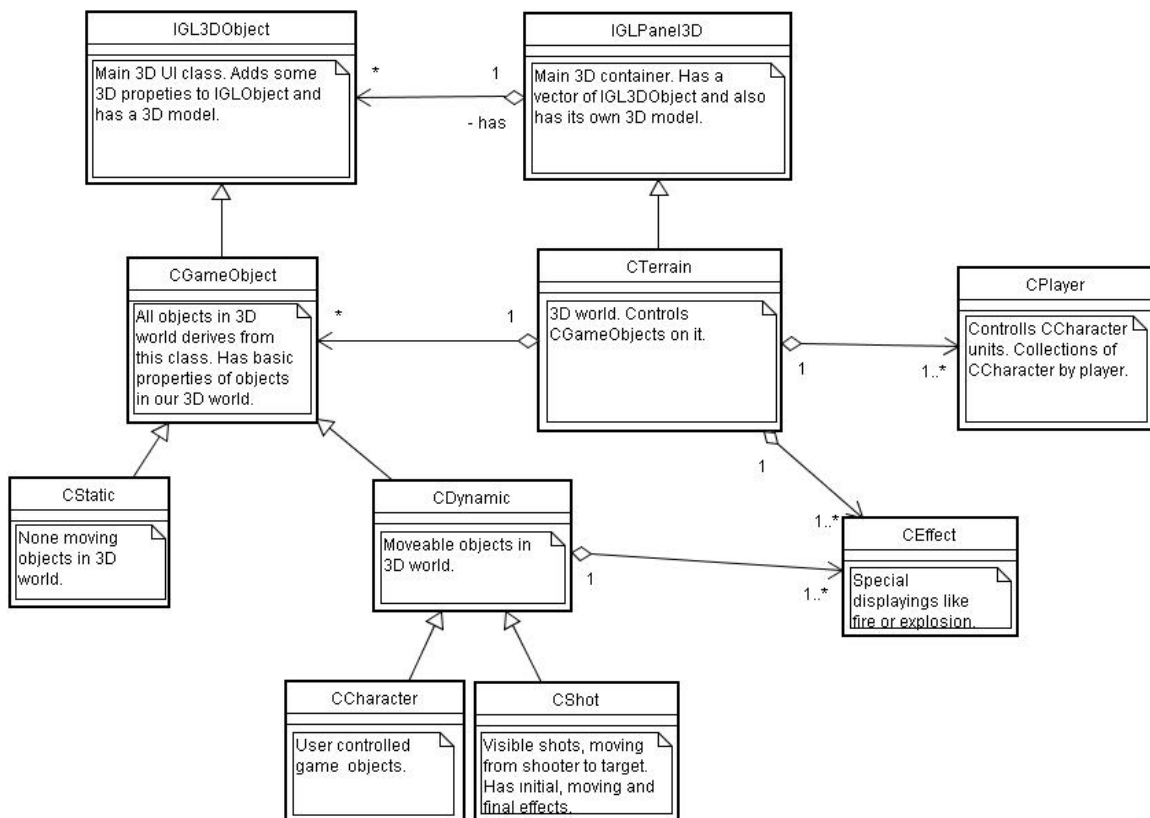 IGL3DObject
Main 3D UI class. Adds some
3D propeties to IGLObject and
has a 3D model.
*
1
- has
IGLPanel3D
Main 3D container. Has a
vector of IGL3DObject and also
has its own 3D model.
CGameObject
All objects in 3D
world derives from
this class. Has basic
properties of objects
in our 3D world.
*
1
CTerrain
3D world. Controls
CGameObjects on it.
1
1..*
CPlayer
Controlls CCharacter
units. Collections of
CCharacter by player.
1
1..*
CStatic
None moving
objects in 3D
world.
CDynamic
Moveable objects in
3D world.
1
1..*
CEffect
Special
displayings like
fire or explosion.
CCharacter
User controlled
game objects.
CShot
Visible shots, moving
from shooter to target.
Has ınitial, moving and
final effects.